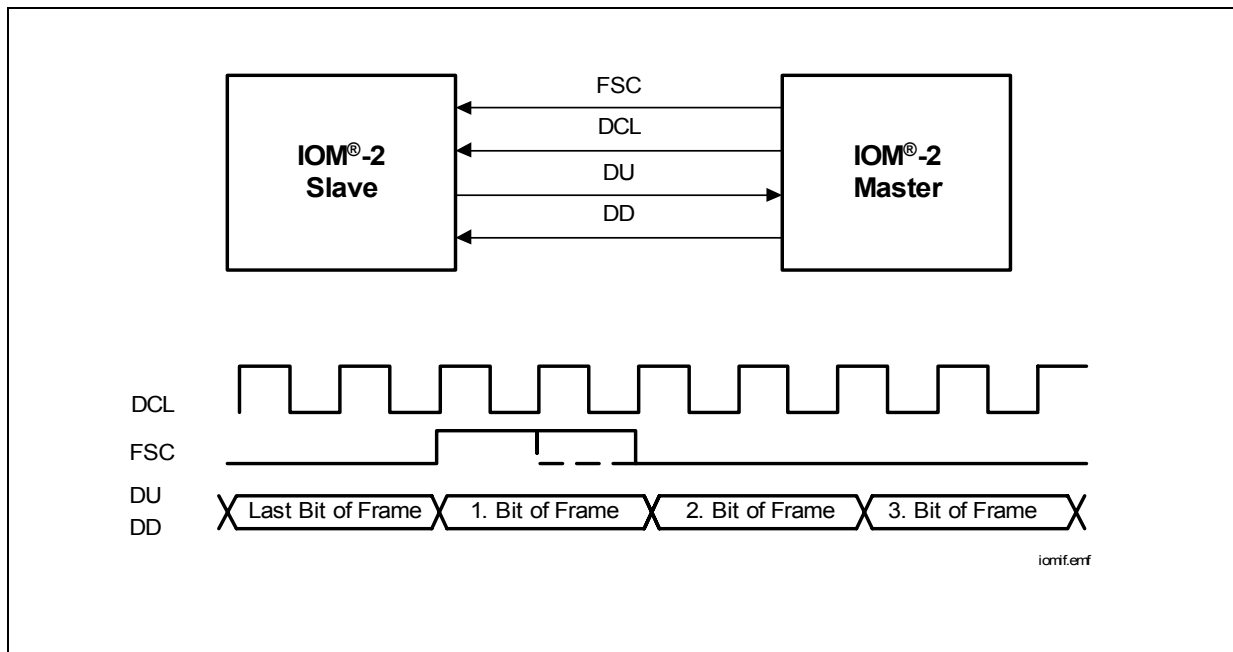 FSC
DCL
DU
DD
IOM®-2
Slave
IOM®-2
Master
DCL
FSC
DU
DD
Last Bit of Frame
1. Bit of Frame
2. Bit of Frame
3. Bit of Frame
iomif.emf